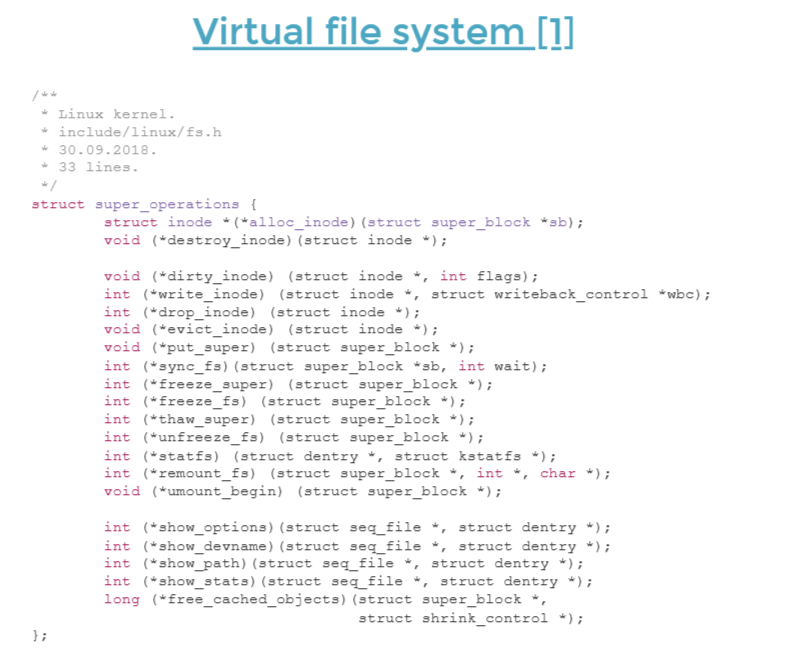 Virtual file system [1]
/**
 * Linux kernel.
 * include/linux/fs.h
 * 30.09.2018.
 * 33 lines.
 */
struct super_operations {
        struct inode *(*alloc_inode)(struct super_block *sb);
        void (*destroy_inode)(struct inode *);

        void (*dirty_inode) (struct inode *, int flags);
        int (*write_inode) (struct inode *, struct writeback_control *wbc);
        int (*drop_inode) (struct inode *);
        void (*evict_inode) (struct inode *);
        void (*put_super) (struct super_block *);
        int (*sync_fs)(struct super_block *sb, int wait);
        int (*freeze_super) (struct super_block *);
        int (*freeze_fs) (struct super_block *);
        int (*thaw_super) (struct super_block *);
        int (*unfreeze_fs) (struct super_block *);
        int (*statfs) (struct dentry *, struct kstatfs *);
        int (*remount_fs) (struct super_block *, int *, char *);
        void (*umount_begin) (struct super_block *);

        int (*show_options)(struct seq_file *, struct dentry *);
        int (*show_devname)(struct seq_file *, struct dentry *);
        int (*show_path)(struct seq_file *, struct dentry *);
        int (*show_stats)(struct seq_file *, struct dentry *);
        long (*free_cached_objects)(struct super_block *,
                                    struct shrink_control *);
};